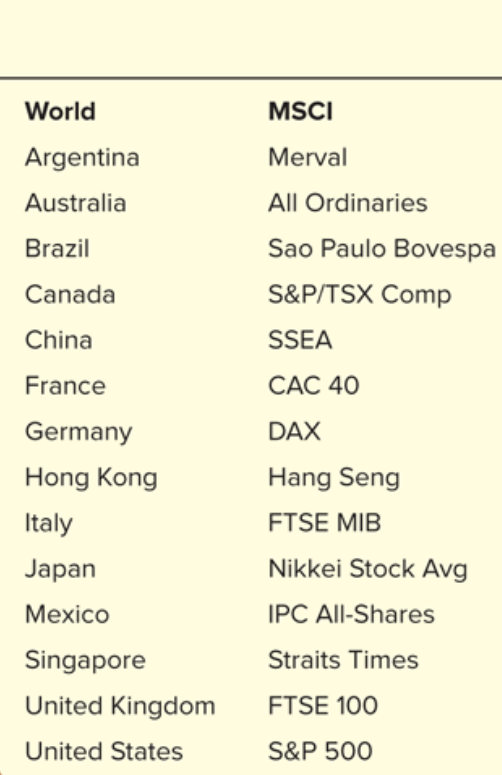 World MSCI
Argentina Merval
Australia All Ordinaries
Brazil Sao Paulo Bovespa
Canada S&P/TSX Comp
China SSEA
France CAC 40
Germany DAX
Hong Kong Hang Seng
Italy FTSE MIB
Japan Nikkei Stock Avg
Mexico IPC All-Shares
Singapore Straits Times
United Kingdom FTSE 100
United States S&P 500